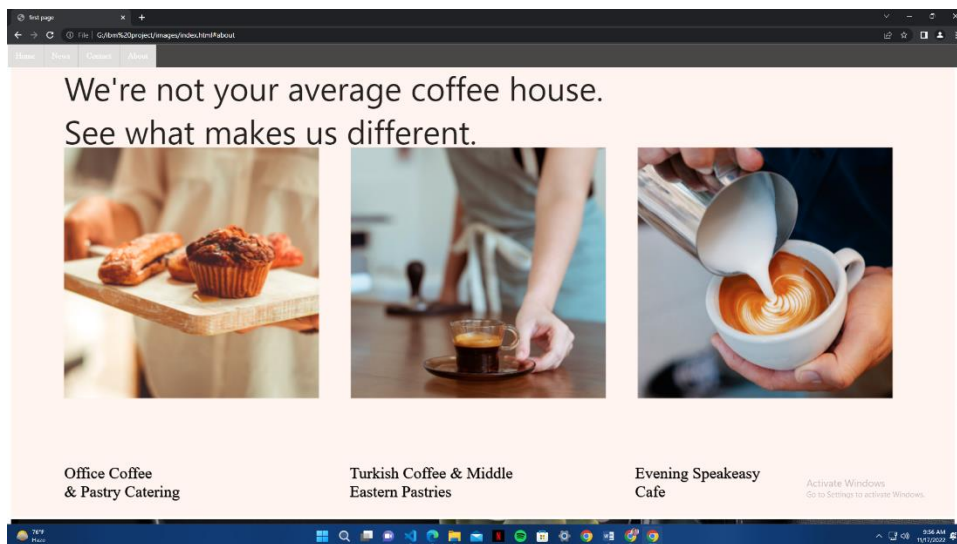 first page
File | G:/ibm%20project/images/index.html#about
Home News Contact About
We're not your average coffee house.
See what makes us different.
Office Coffee
& Pastry Catering
Turkish Coffee & Middle
Eastern Pastries
Evening Speakeasy
Cafe
Activate Windows
Go to Settings to activate Windows.
76°F
Haze
9:56 AM
11/17/2022